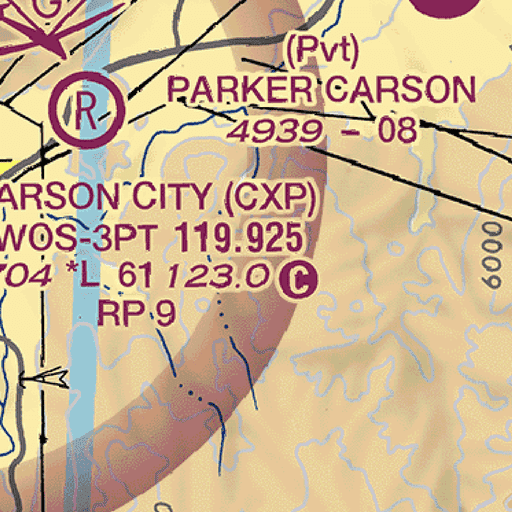 G
(Pvt)
R
PARKER CARSON
4939 - 08
ARSON CITY (CXP)
WOS-3PT 119.925
704 *L 61 123.0 C
RP 9
6000